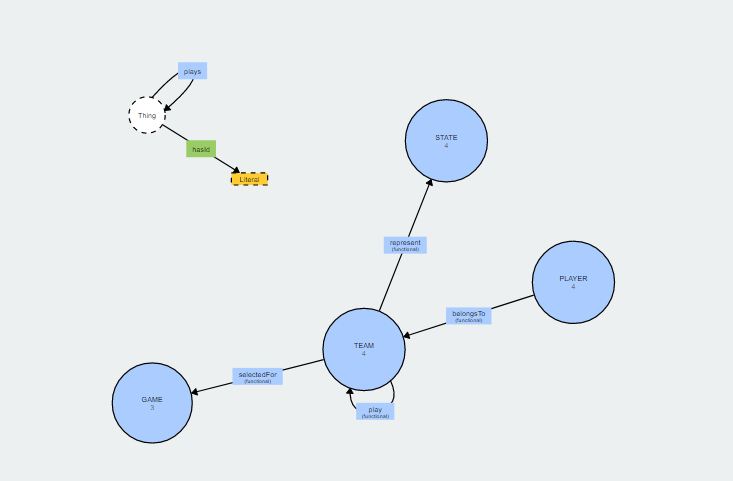 plays
Thing
hasId
Literal
STATE
4
represent
(functional)
PLAYER
4
belongsTo
(functional)
TEAM
4
selectedFor
(functional)
GAME
3
play
(functional)